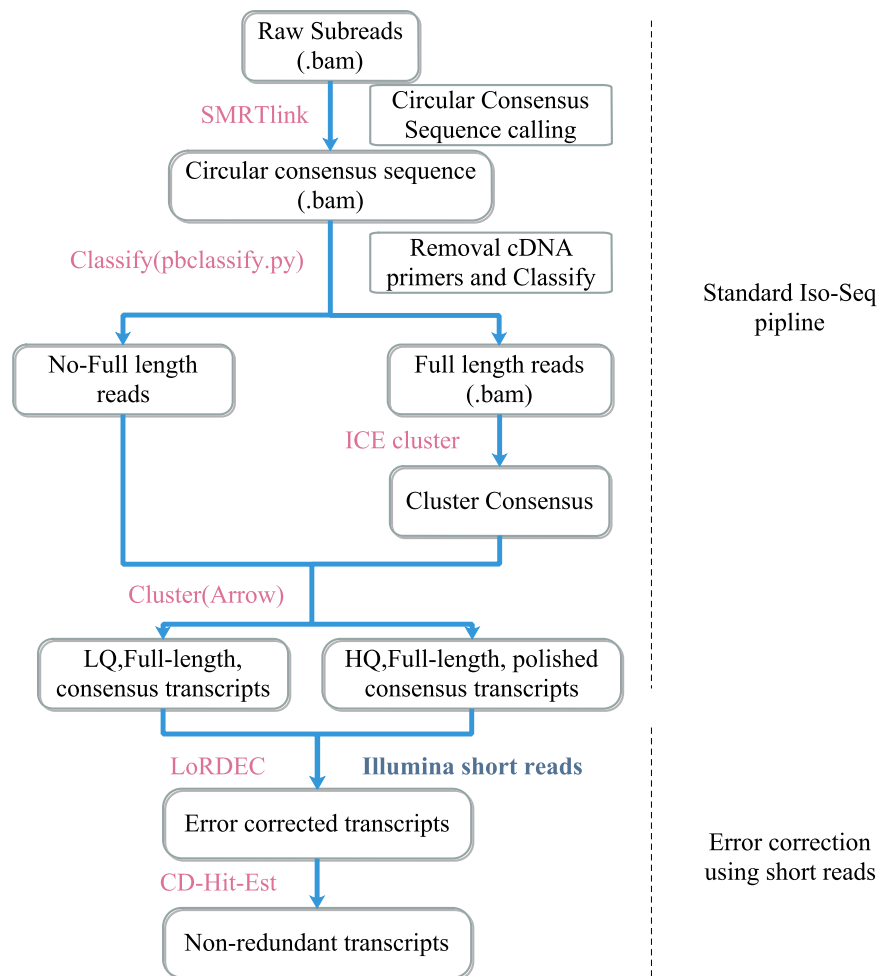 Raw Subreads
(.bam)
SMRTlink
Circular Consensus
Sequence calling
Circular consensus sequence
(.bam)
Classify(pbclassify.py)
Removal cDNA
primers and Classify
Standard Iso-Seq
pipline
No-Full length
reads
Full length reads
(.bam)
ICE cluster
Cluster Consensus
Cluster(Arrow)
LQ,Full-length,
consensus transcripts
HQ,Full-length, polished
consensus transcripts
LoRDEC
Illumina short reads
Error corrected transcripts
Error correction
using short reads
CD-Hit-Est
Non-redundant transcripts